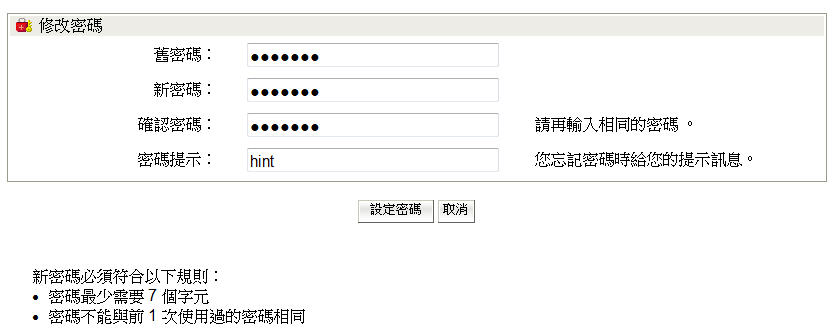 修改密碼
舊密碼： ●●●●●●●
新密碼： ●●●●●●●
確認密碼： ●●●●●●● 請再輸入相同的密碼。
密碼提示： hint 您忘記密碼時給您的提示訊息。
設定密碼 取消
新密碼必須符合以下規則：
• 密碼最少需要 7 個字元
• 密碼不能與前 1 次使用過的密碼相同